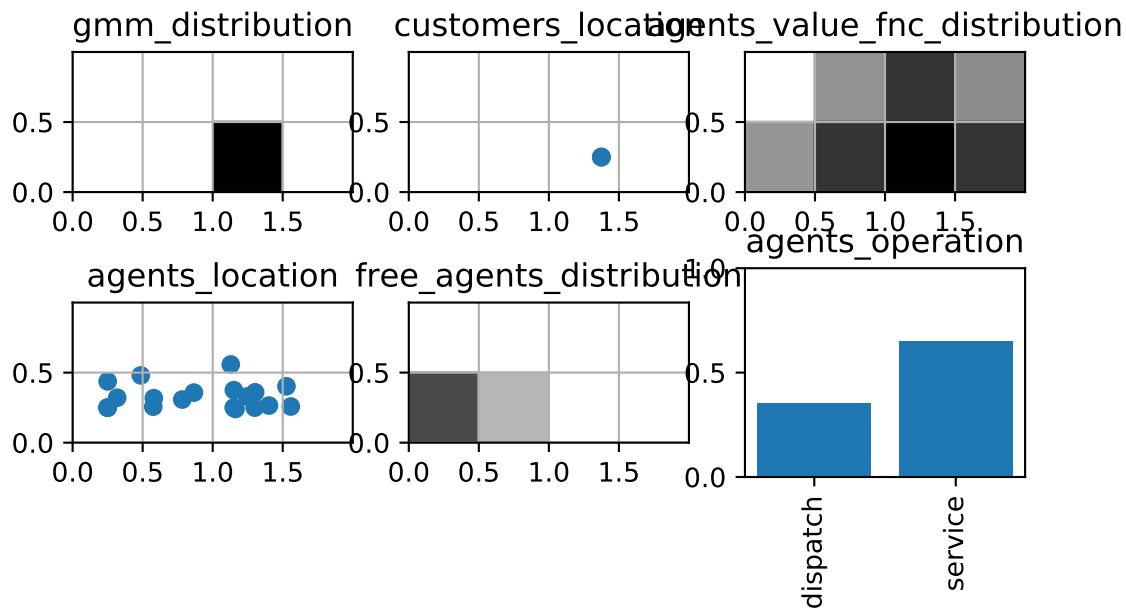 gmm_distribution
customers_location
agents_value_fnc_distribution
0.5
0.0
0.0 0.5 1.0 1.5
0.5
0.0
0.0 0.5 1.0 1.5
0.5
0.0
0.0 0.5 1.0 1.5
agents_location
free_agents_distribution
agents_operation
0.5
0.0
0.0 0.5 1.0 1.5
0.5
0.0
0.0 0.5 1.0 1.5
1.0
0.5
0.0
dispatch
service